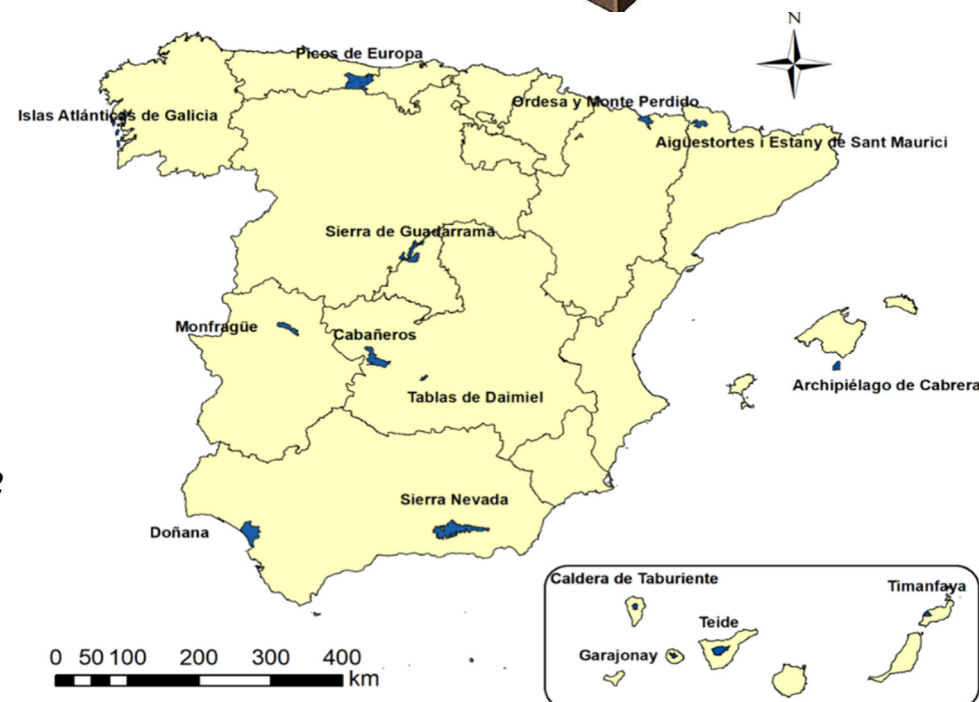 N
Picos de Europa
Ordesa y Monte Perdido
Islas Atlánticas de Galicia
Aigüestortes i Estany de Sant Maurici
Sierra de Guadarrama
Monfragüe
Cabañeros
Archipiélago de Cabrera
Tablas de Daimiel
2
Sierra Nevada
Doñana
Caldera de Taburiente
Timanfaya
Teide
Garajonay
0 50 100 200 300 400
km